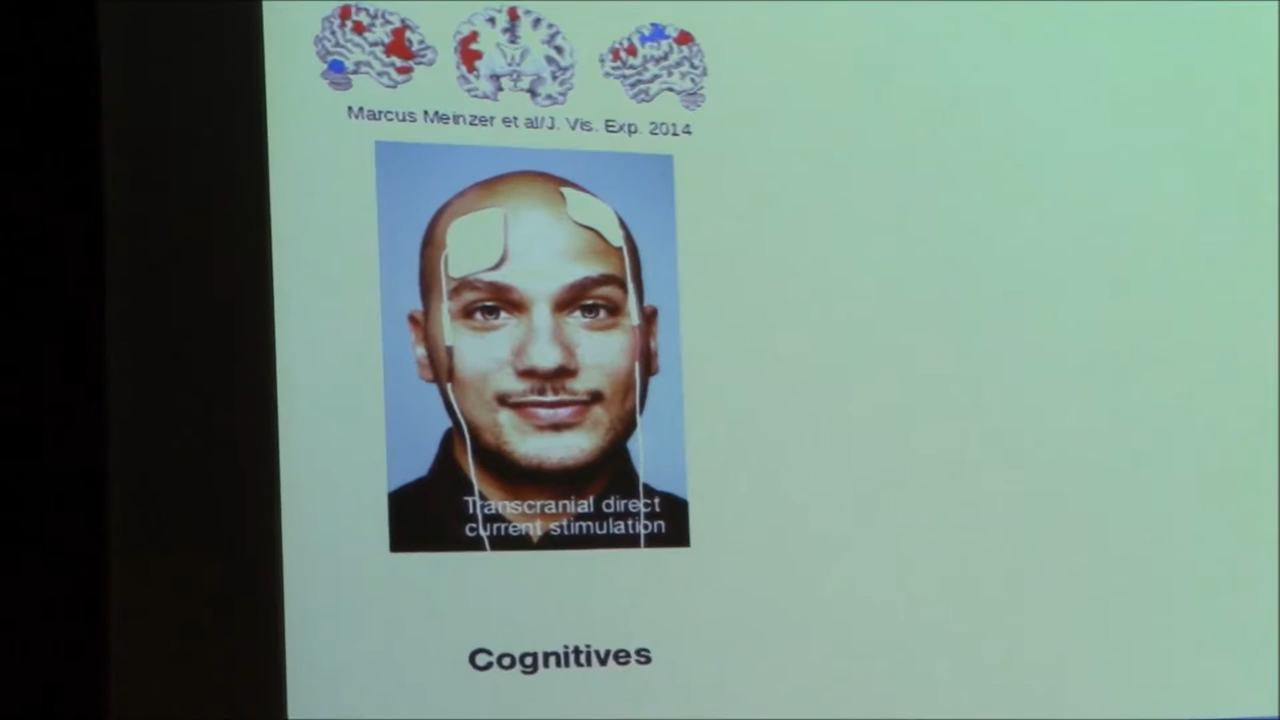 Marcus Meinzer et al/J. Vis. Exp. 2014
Transcranial direct
current stimulation
Cognitives